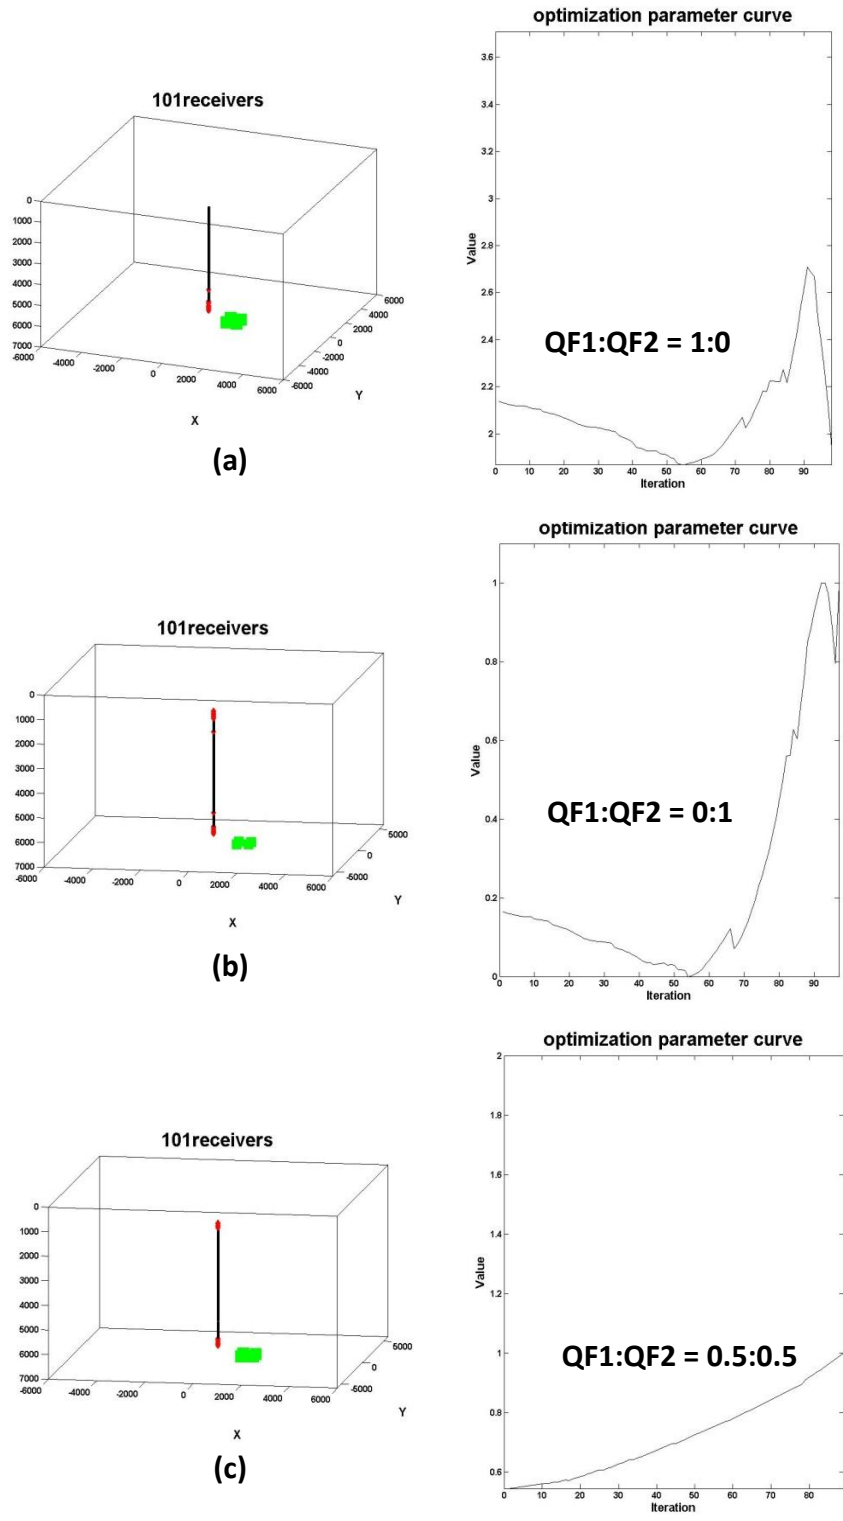 101receivers
0
1000
2000
3000
4000
5000
6000
7000
-6000
-4000
-2000
0
2000
4000
6000
X
-6000
-4000
-2000
0
2000
4000
6000
Y
(a)
optimization parameter curve
3.6
3.4
3.2
3
2.8
2.6
2.4
2.2
2
Value
QF1:QF2 = 1:0
0 10 20 30 40 50 60 70 80 90
Iteration
101receivers
0
1000
2000
3000
4000
5000
6000
7000
-6000 -4000 -2000 0 2000 4000 6000
X
-5000
0
5000
Y
(b)
optimization parameter curve
1
0.8
0.6
0.4
0.2
0
Value
QF1:QF2 = 0:1
0 10 20 30 40 50 60 70 80 90
Iteration
101receivers
0
1000
2000
3000
4000
5000
6000
7000
-6000 -4000 -2000 0 2000 4000 6000
X
-5000
0
5000
Y
(c)
optimization parameter curve
2
1.8
1.6
1.4
1.2
1
0.8
0.6
Value
QF1:QF2 = 0.5:0.5
0 10 20 30 40 50 60 70 80
Iteration